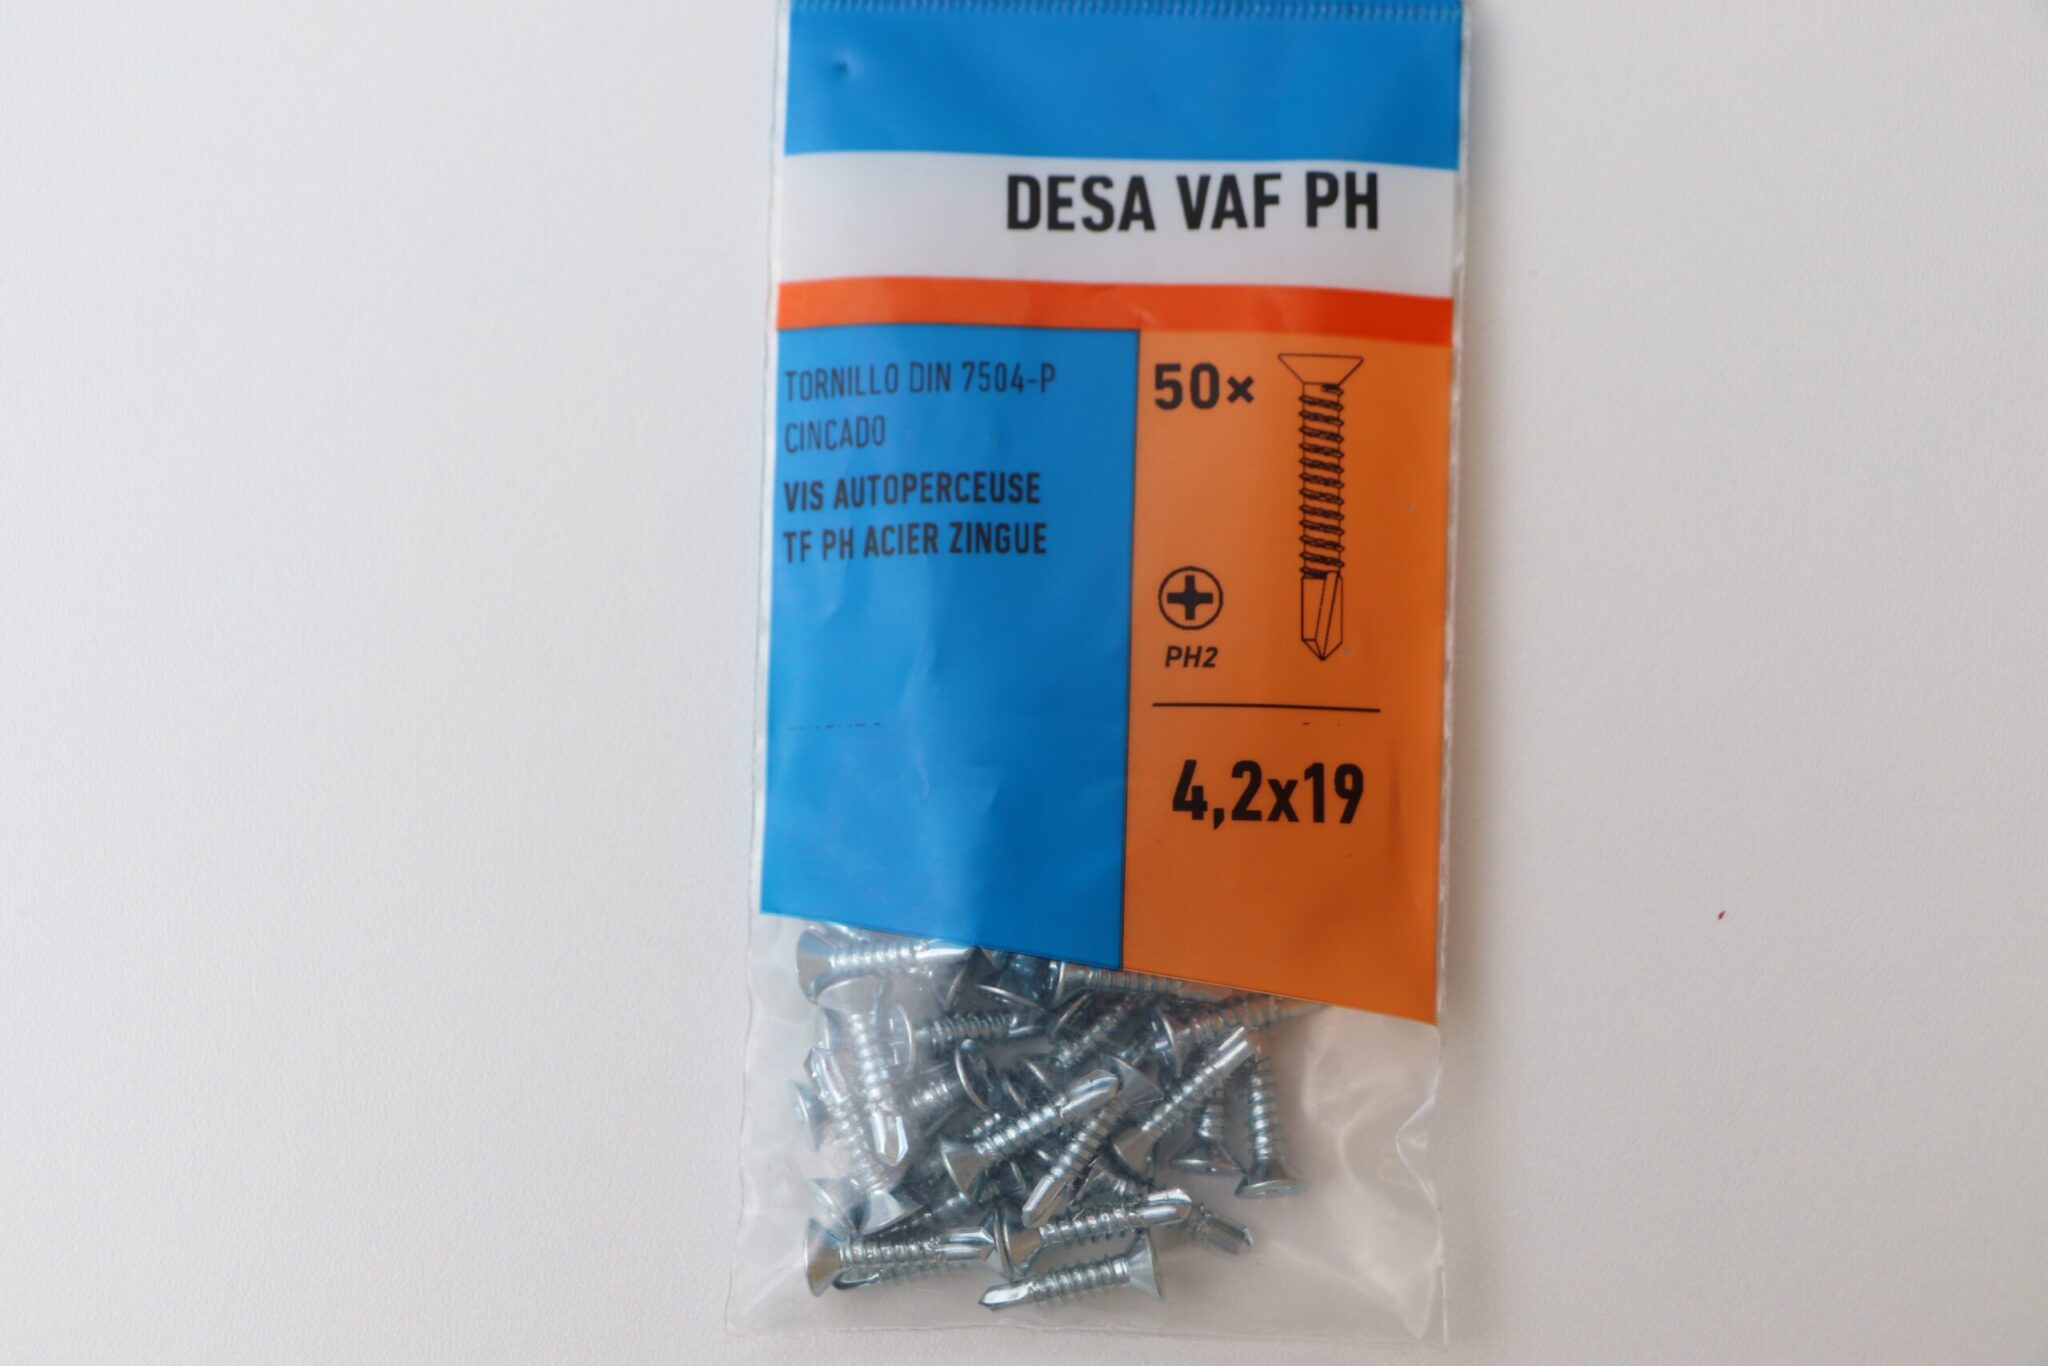 DESA VAF PH
TORNILLO DIN 7504-P
CINCADO
VIS AUTOPERCEUSE
TF PH ACIER ZINGUE
50×
PH2
4,2x19